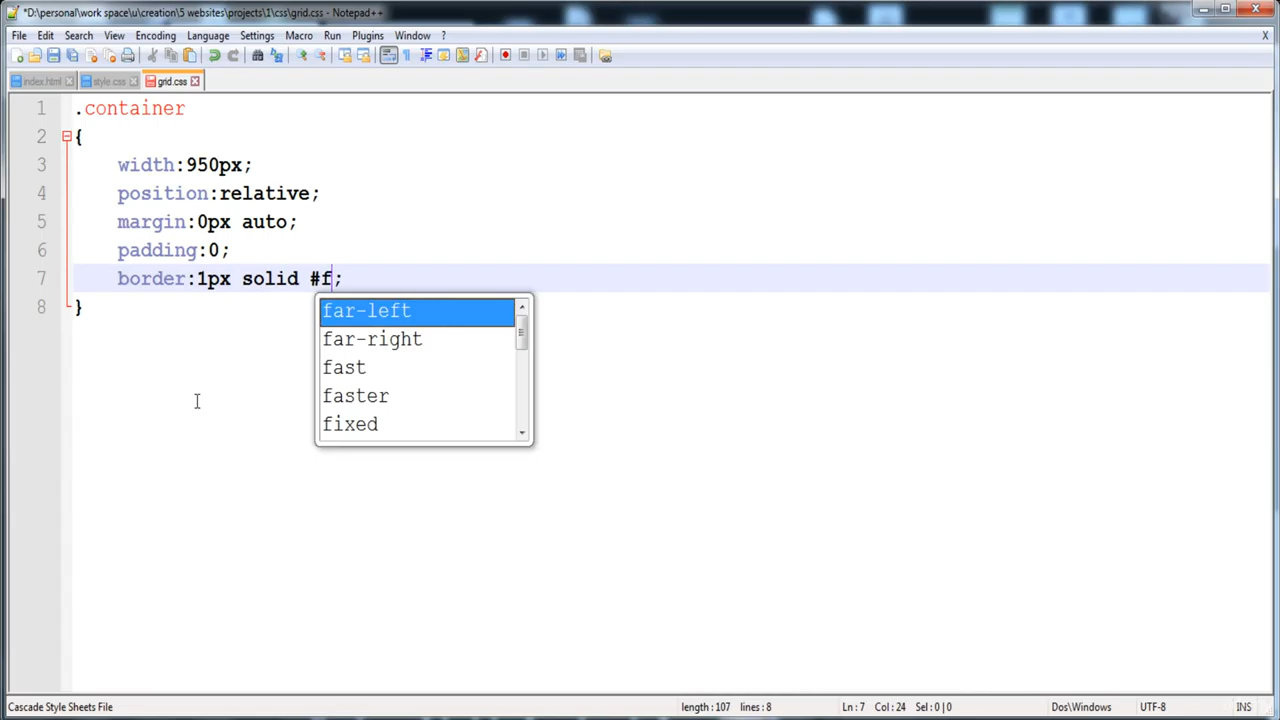 *D:\personal\work space\u\creation\5 websites\projects\1\css\grid.css - Notepad++
File Edit Search View Encoding Language Settings Macro Run Plugins Window ? X
index.html style.css grid.css
1 .container
2 {
3 width:950px;
4 position:relative;
5 margin:0px auto;
6 padding:0;
7 border:1px solid #f;
8 }
far-left
far-right
fast
faster
fixed
Cascade Style Sheets File length : 107 lines : 8 Ln : 7 Col : 24 Sel : 0 | 0 Dos\Windows UTF-8 INS